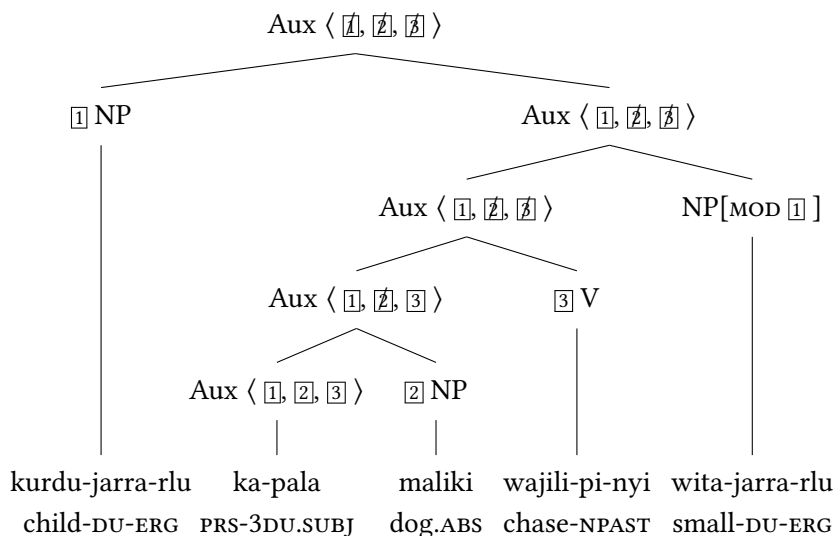 Aux ⟨ 1̸, 2̸, 3̸ ⟩
1 NP Aux ⟨ 1, 2̸, 3̸ ⟩
Aux ⟨ 1, 2̸, 3̸ ⟩ NP[MOD 1 ]
Aux ⟨ 1, 2̸, 3 ⟩ 3 V
Aux ⟨ 1, 2, 3 ⟩ 2 NP
kurdu-jarra-rlu ka-pala maliki wajili-pi-nyi wita-jarra-rlu
child-DU-ERG PRS-3DU.SUBJ dog.ABS chase-NPAST small-DU-ERG